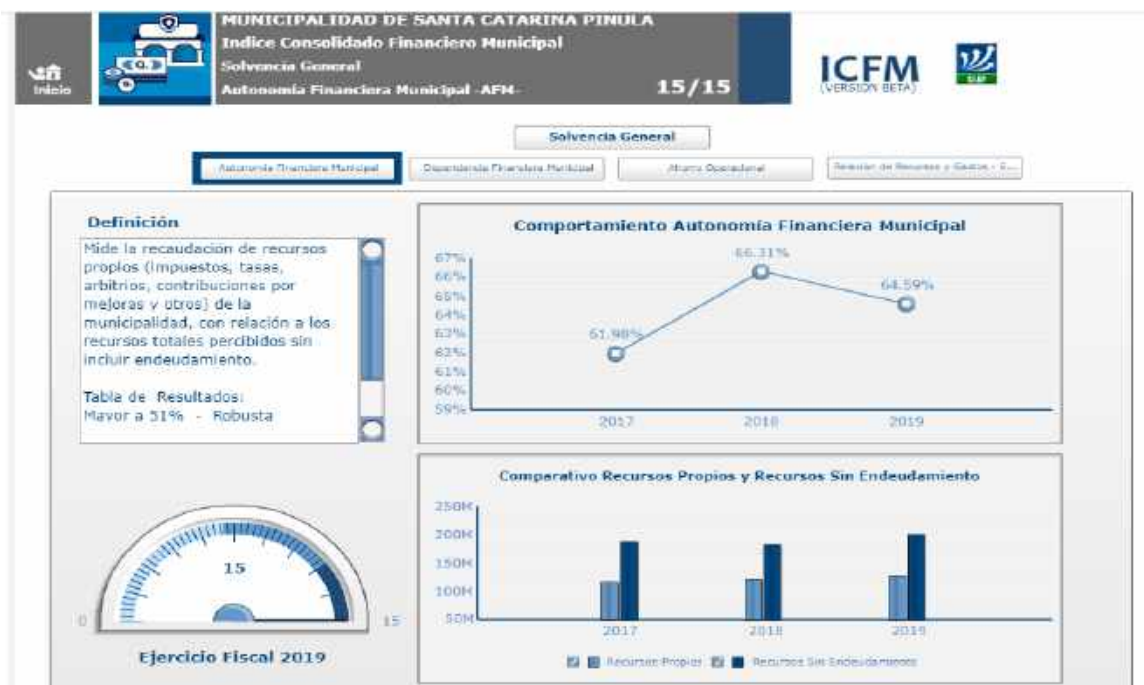 MUNICIPALIDAD DE SANTA CATARINA PINULA
Indice Consolidado Financiero Municipal
Solvencia General
Autonomía Financiera Municipal -AFM-
15/15
Inicio
ICFM
(VERSION BETA)
Solvencia General
Autonomía Financiera Municipal
Dependencia Financiera Municipal
Ahorro Operacional
Relación de Recursos y Gastos - S...
Definición
Mide la recaudación de recursos
propios (impuestos, tasas,
arbitrios, contribuciones por
mejoras y otros) de la
municipalidad, con relación a los
recursos totales percibidos sin
incluir endeudamiento.
Tabla de Resultados:
Mayor a 51% - Robusta
Comportamiento Autonomía Financiera Municipal
67%
66%
65%
64%
63%
62%
61%
60%
59%
61.98%
66.31%
64.59%
2017
2018
2019
Comparativo Recursos Propios y Recursos Sin Endeudamiento
250M
200M
150M
100M
50M
2017
2018
2019
Recursos Propios
Recursos Sin Endeudamiento
15
0
15
Ejercicio Fiscal 2019